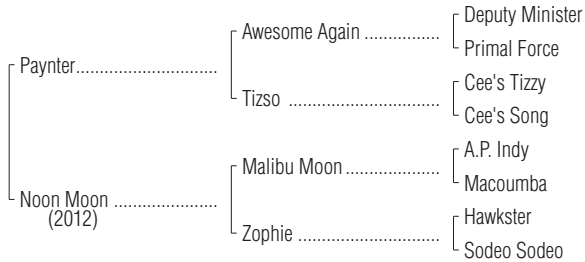 Deputy Minister
Awesome Again ..................
Primal Force
Paynter..............................
Cee's Tizzy
Tizso ....................................
Cee's Song
A.P. Indy
Malibu Moon ......................
Macoumba
Noon Moon ......................
(2012)
Hawkster
Zophie .................................
Sodeo Sodeo